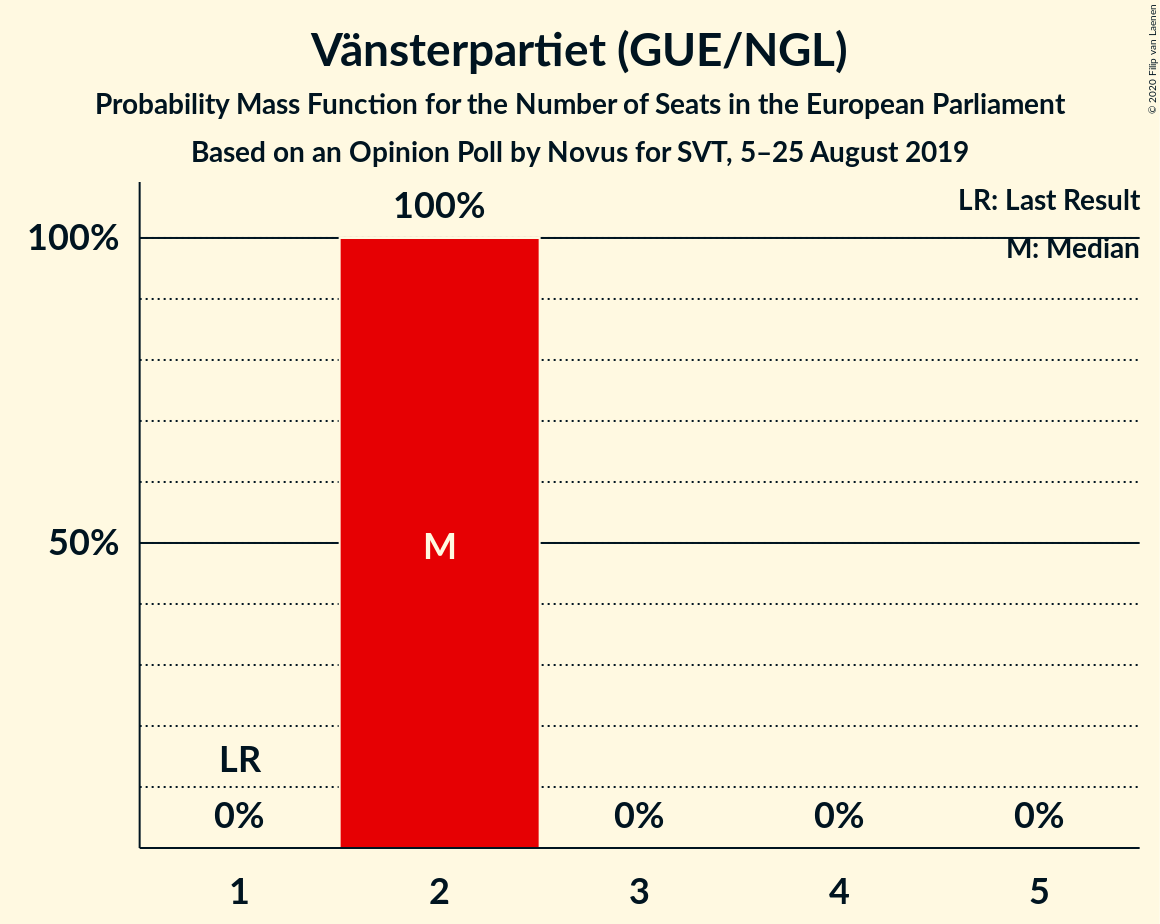 Vänsterpartiet (GUE/NGL)
Probability Mass Function for the Number of Seats in the European Parliament
Based on an Opinion Poll by Novus for SVT, 5–25 August 2019
© 2020 Filip van Laenen
LR: Last Result
M: Median
100%
100%
50%
M
LR
0%
0%
0%
0%
1
2
3
4
5